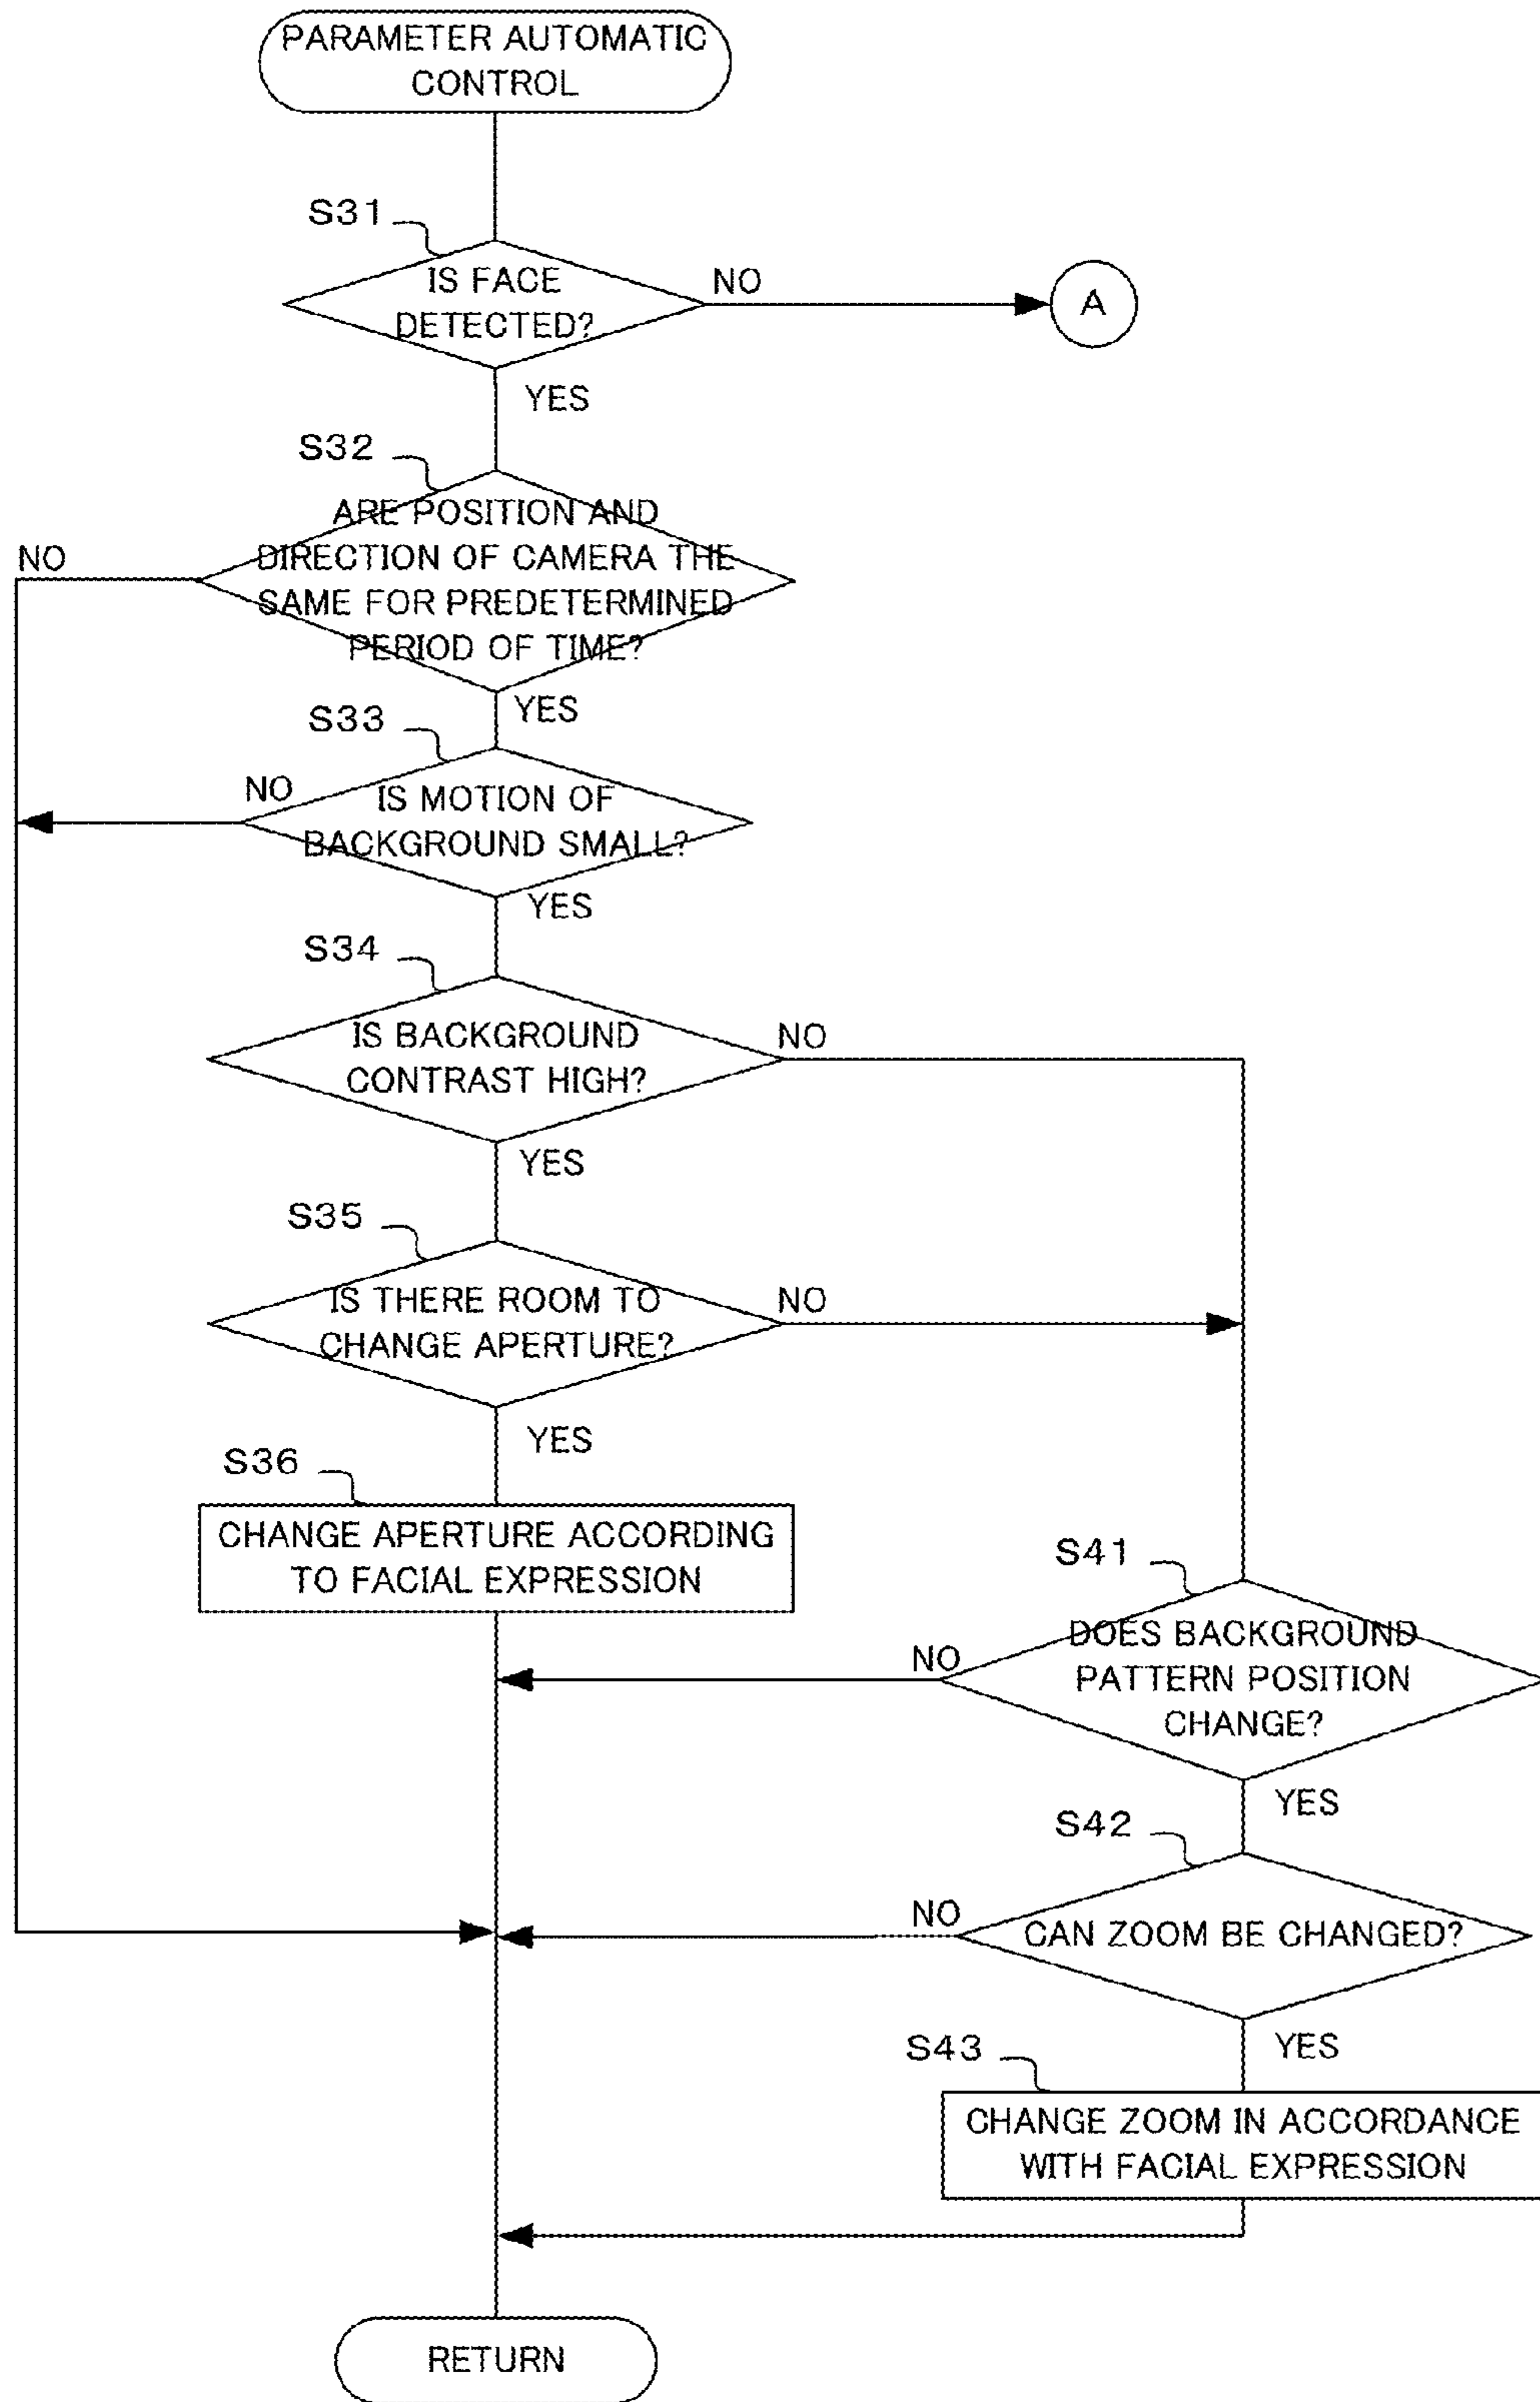 PARAMETER AUTOMATIC
CONTROL
S31
IS FACE
DETECTED?
NO
A
YES
S32
ARE POSITION AND
DIRECTION OF CAMERA THE
SAME FOR PREDETERMINED
PERIOD OF TIME?
NO
YES
S33
IS MOTION OF
BACKGROUND SMALL?
NO
YES
S34
IS BACKGROUND
CONTRAST HIGH?
NO
YES
S35
IS THERE ROOM TO
CHANGE APERTURE?
NO
YES
S36
CHANGE APERTURE ACCORDING
TO FACIAL EXPRESSION
S41
DOES BACKGROUND
PATTERN POSITION
CHANGE?
NO
YES
S42
CAN ZOOM BE CHANGED?
NO
YES
S43
CHANGE ZOOM IN ACCORDANCE
WITH FACIAL EXPRESSION
RETURN